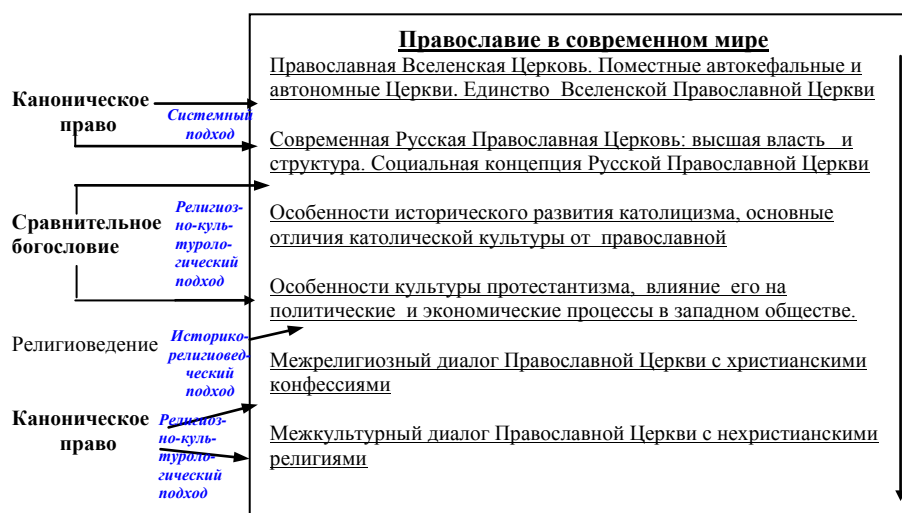 Православие в современном мире
Православная Вселенская Церковь. Поместные автокефальные и
автономные Церкви. Единство Вселенской Православной Церкви
Каноническое
право
Системный
подход
Современная Русская Православная Церковь: высшая власть и
структура. Социальная концепция Русской Православной Церкви
Сравнительное
богословие
Религиоз-
но-куль-
туроло-
гический
подход
Особенности исторического развития католицизма, основные
отличия католической культуры от православной
Особенности культуры протестантизма, влияние его на
политические и экономические процессы в западном обществе.
Религиоведение
Историко-
религиовед-
ческий
подход
Межрелигиозный диалог Православной Церкви с христианскими
конфессиями
Каноническое
право
Религиоз-
но-куль-
туроло-
гический
подход
Межкультурный диалог Православной Церкви с нехристианскими
религиями